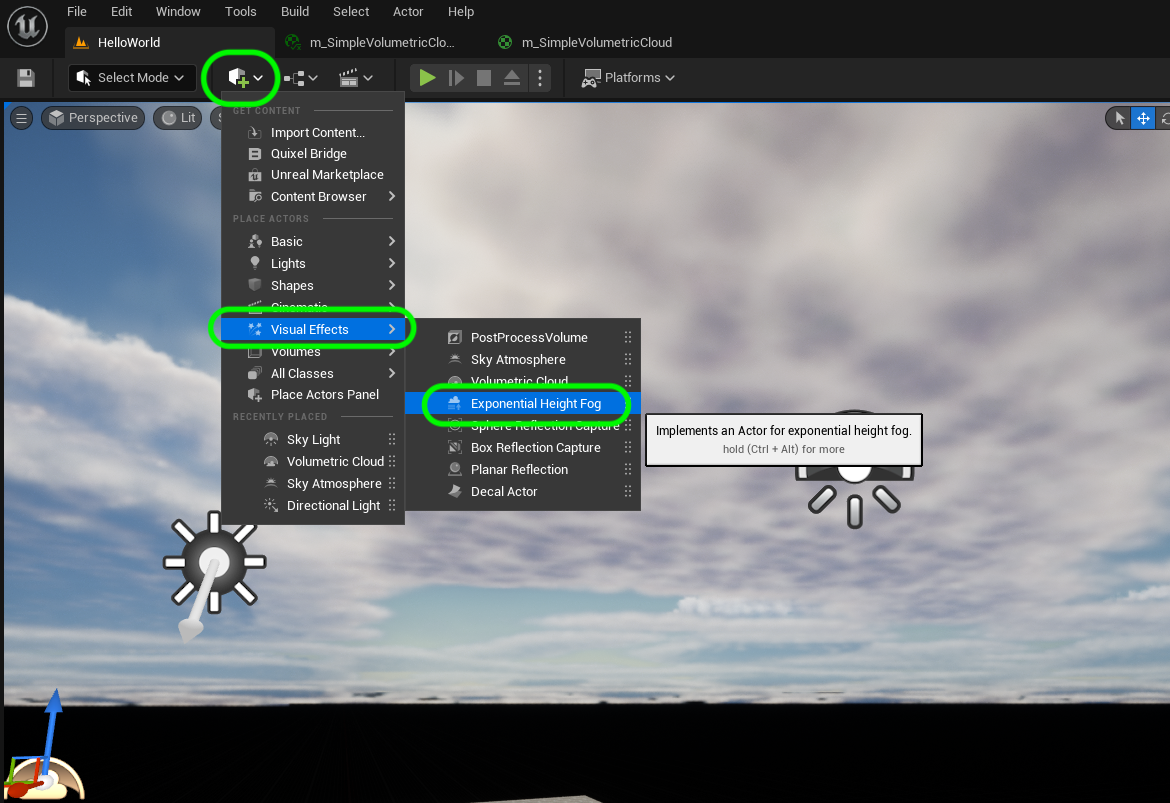 File Edit Window Tools Build Select Actor Help
HelloWorld m_SimpleVolumetricClo... m_SimpleVolumetricCloud
Select Mode Platforms
Perspective Lit
GET CONTENT
Import Content...
Quixel Bridge
Unreal Marketplace
Content Browser
PLACE ACTORS
Basic
Lights
Shapes
Cinematic
Visual Effects
Volumes
All Classes
Place Actors Panel
RECENTLY PLACED
Sky Light
Volumetric Cloud
Sky Atmosphere
Directional Light
PostProcessVolume
Sky Atmosphere
Volumetric Cloud
Exponential Height Fog
Sphere Reflection Capture
Box Reflection Capture
Planar Reflection
Decal Actor
Implements an Actor for exponential height fog.
hold (Ctrl + Alt) for more